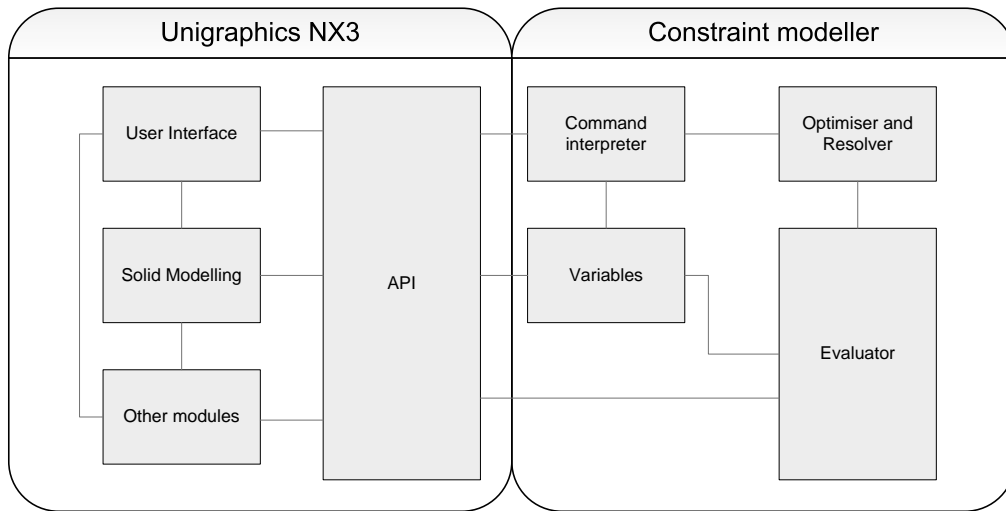 Unigraphics NX3
Constraint modeller
User Interface
Command
interpreter
Optimiser and
Resolver
Solid Modelling
API
Variables
Evaluator
Other modules